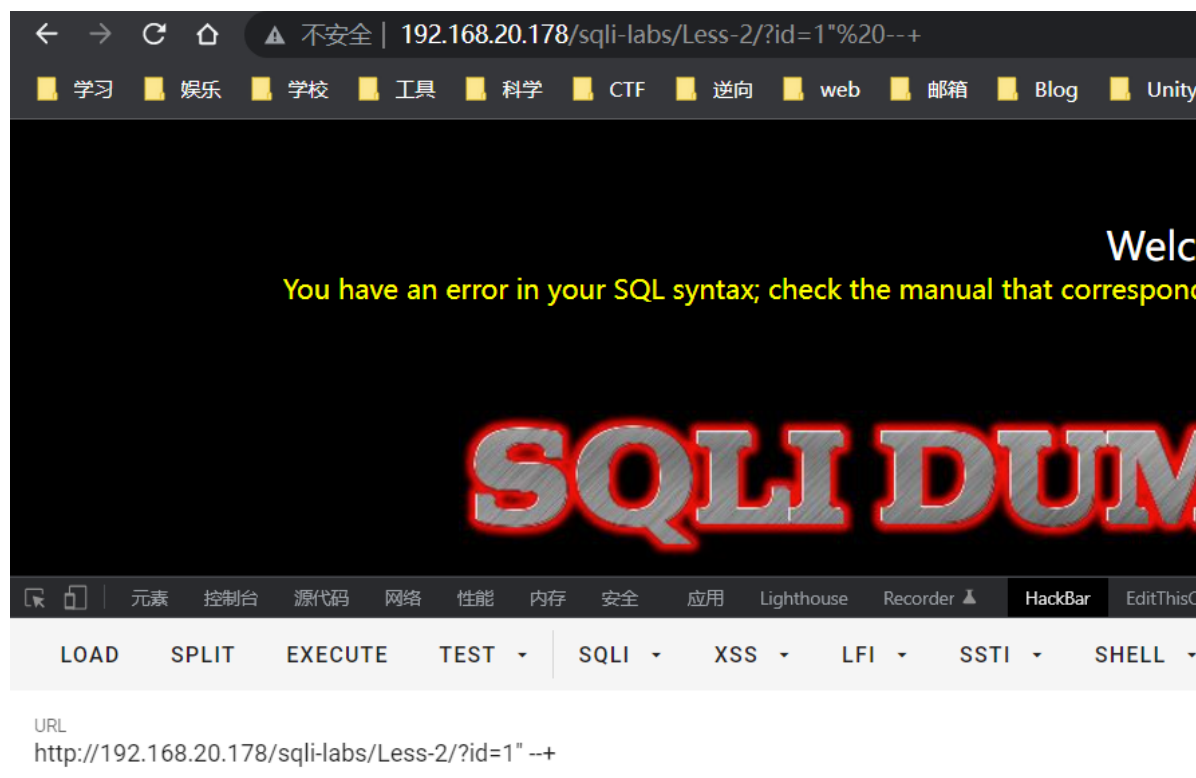 不安全 | 192.168.20.178/sqli-labs/Less-2/?id=1"%20--+
学习 娱乐 学校 工具 科学 CTF 逆向 web 邮箱 Blog Unity
Welc
You have an error in your SQL syntax; check the manual that correspond
SQLI DUM
元素 控制台 源代码 网络 性能 内存 安全 应用 Lighthouse Recorder HackBar EditThisC
LOAD SPLIT EXECUTE TEST SQLI XSS LFI SSTI SHELL
URL
http://192.168.20.178/sqli-labs/Less-2/?id=1" --+